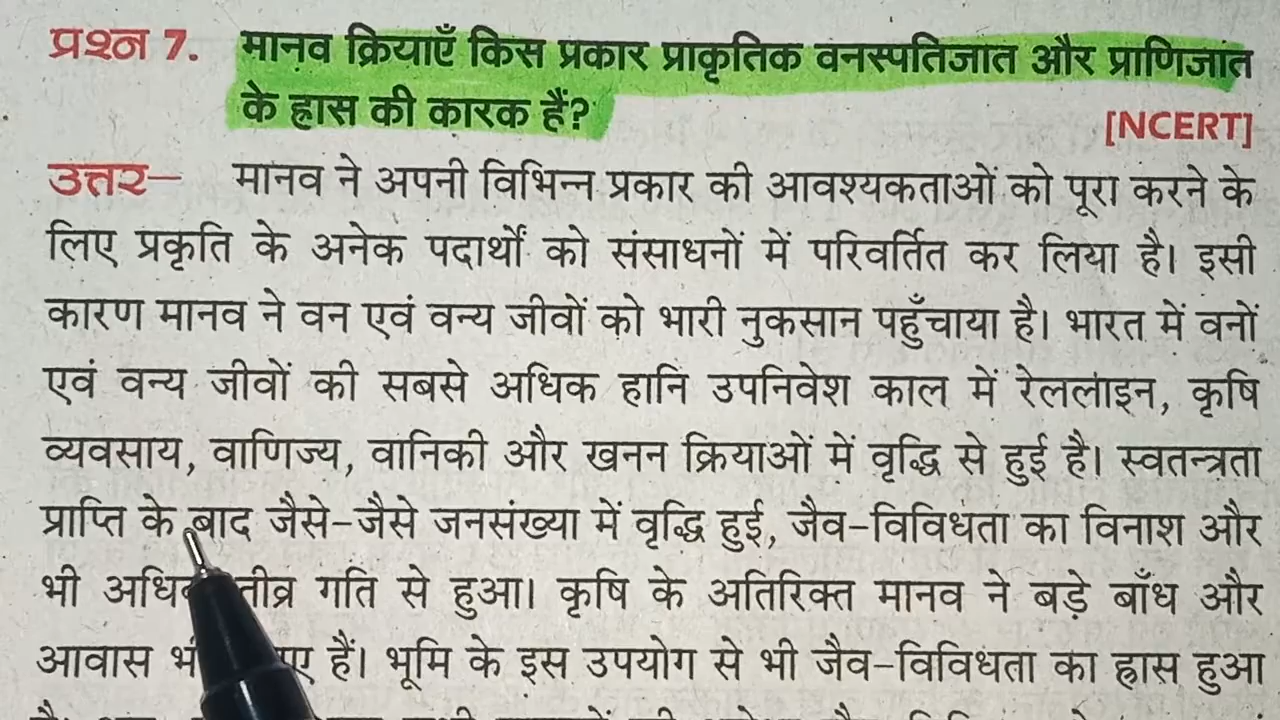 प्रश्न 7. मानव क्रियाएँ किस प्रकार प्राकृतिक वनस्पतिजात और प्राणिजात
के ह्रास की कारक हैं?
[NCERT]
उत्तर– मानव ने अपनी विभिन्न प्रकार की आवश्यकताओं को पूरा करने के
लिए प्रकृति के अनेक पदार्थों को संसाधनों में परिवर्तित कर लिया है। इसी
कारण मानव ने वन एवं वन्य जीवों को भारी नुकसान पहुँचाया है। भारत में वनों
एवं वन्य जीवों की सबसे अधिक हानि उपनिवेश काल में रेललाइन, कृषि
व्यवसाय, वाणिज्य, वानिकी और खनन क्रियाओं में वृद्धि से हुई है। स्वतन्त्रता
प्राप्ति के बाद जैसे-जैसे जनसंख्या में वृद्धि हुई, जैव-विविधता का विनाश और
भी तीव्र गति से हुआ। कृषि के अतिरिक्त मानव ने बड़े बाँध और
आवास हैं। भूमि के इस उपयोग से भी जैव-विविधता का ह्रास हुआ